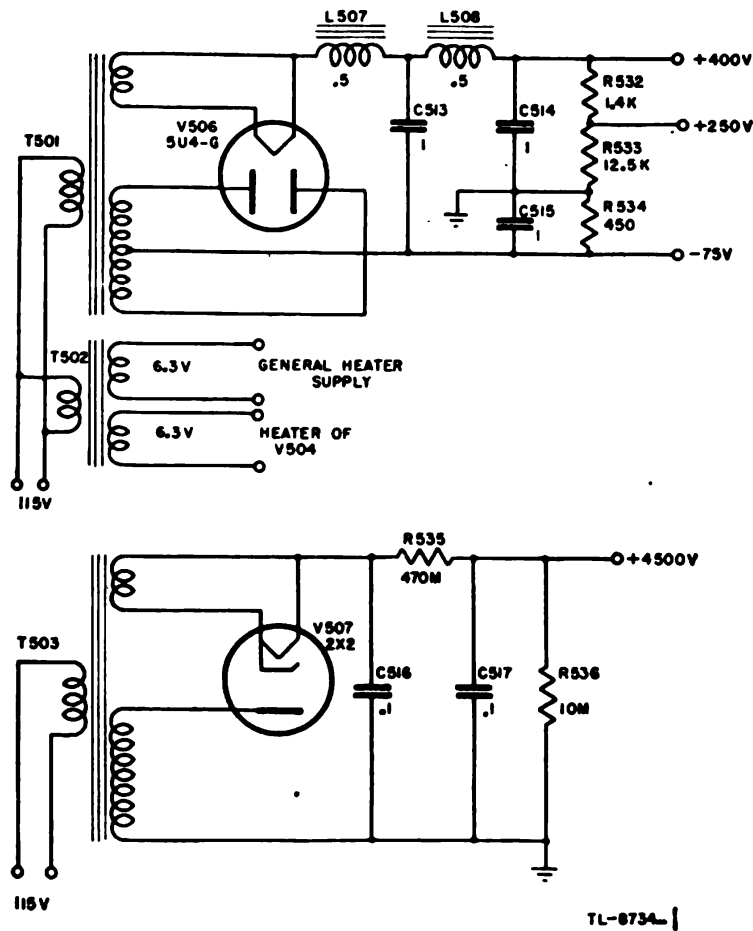 L507
L508
.5
.5
+400V
R532
1.4K
C513
1
C514
1
V506
5U4-G
+250V
T501
R533
12.5K
C515
1
R534
450
-75V
T502
6.3V
GENERAL HEATER
SUPPLY
6.3V
HEATER OF
V504
115V
R535
470M
+4500V
V507
2X2
T503
C516
.1
C517
.1
R536
10M
115V
TL-8734